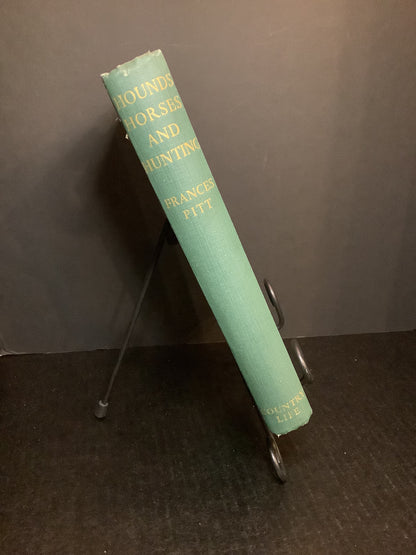 HOUNDS
HORSES
AND
HUNTING
FRANCES
PITT
COUNTRY
LIFE